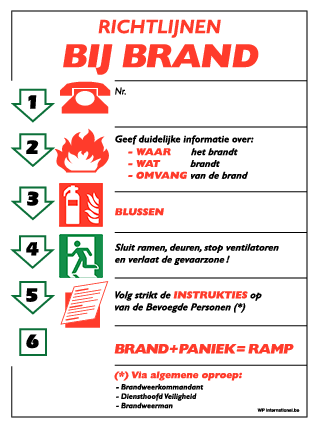 RICHTLIJNEN
BIJ BRAND
1
Nr.
2
Geef duidelijke informatie over:
- WAAR het brandt
- WAT brandt
- OMVANG van de brand
3
BLUSSEN
4
Sluit ramen, deuren, stop ventilatoren
en verlaat de gevaarzone !
5
Volg strikt de INSTRUKTIES op
van de Bevoegde Personen (*)
6
BRAND+PANIEK= RAMP
(*) Via algemene oproep:
- Brandweerkommandant
- Diensthoofd Veiligheid
- Brandweerman
WP International.be